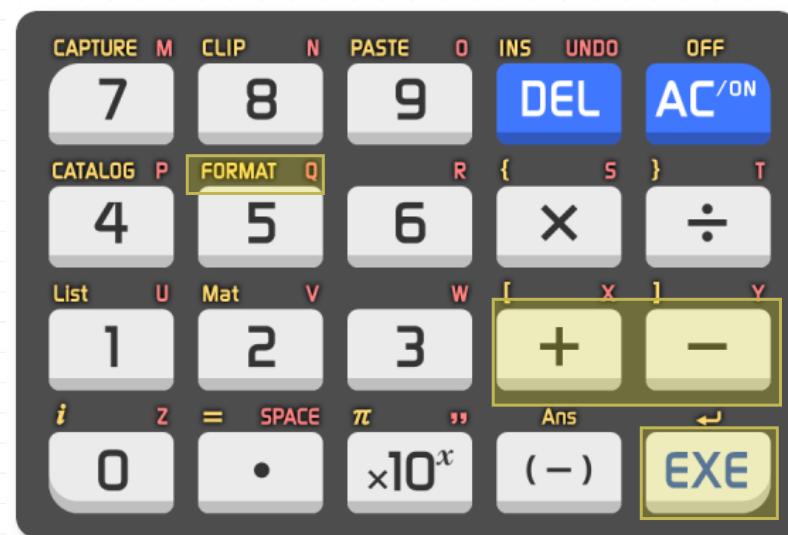 CAPTURE M CLIP N PASTE O INS UNDO OFF
7 8 9 DEL AC/ON
CATALOG P FORMAT Q R { S } T
4 5 6 × ÷
List U Mat V W [ X ] Y
1 2 3 + −
i Z = SPACE π " Ans ↵
0 • ×10x (−) EXE